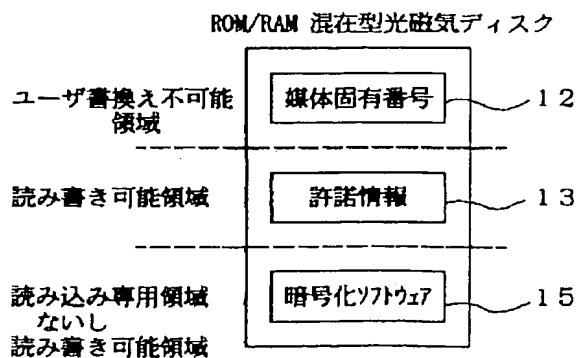 ROM/RAM 混在型光磁気ディスク
ユーザ書換え不可能
領域
媒体固有番号
12
読み書き可能領域
許諾情報
13
読み込み専用領域
ないし
読み書き可能領域
暗号化ソフトウェア
15